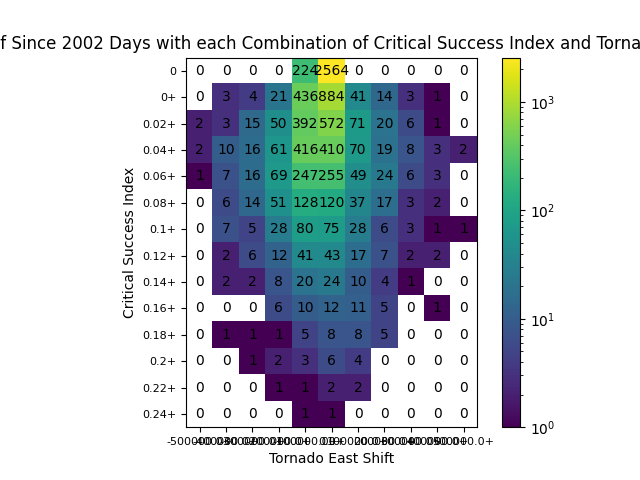 f Since 2002 Days with each Combination of Critical Success Index and Torna
0 0 0 0 0 224 2564 0 0 0 0 0
0+ 0 3 4 21 436 884 41 14 3 1 0
0.02+ 2 3 15 50 392 572 71 20 6 1 0
0.04+ 2 10 16 61 416 410 70 19 8 3 2
0.06+ 1 7 16 69 247 255 49 24 6 3 0
0.08+ 0 6 14 51 128 120 37 17 3 2 0
0.1+ 0 7 5 28 80 75 28 6 3 1 1
0.12+ 0 2 6 12 41 43 17 7 2 2 0
0.14+ 0 2 2 8 20 24 10 4 1 0 0
0.16+ 0 0 0 6 10 12 11 5 0 1 0
0.18+ 0 1 1 1 5 8 8 5 0 0 0
0.2+ 0 0 1 2 3 6 4 0 0 0 0
0.22+ 0 0 0 1 1 2 2 0 0 0 0
0.24+ 0 0 0 0 1 1 0 0 0 0 0
Tornado East Shift
Critical Success Index
10³
10²
10¹
10⁰